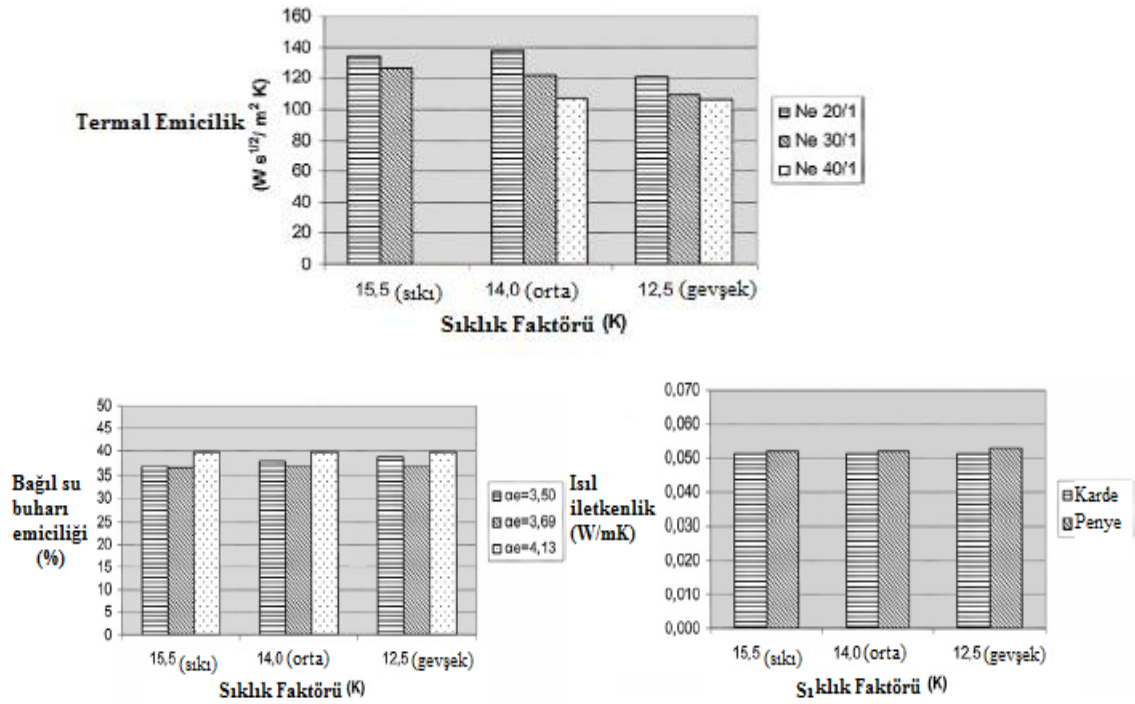 160
140
120
100
80
60
40
20
0
Termal Emicilik
(W s1/2/ m2 K)
Ne 20/1
Ne 30/1
Ne 40/1
15,5 (sıkı) 14,0 (orta) 12,5 (gevşek)
Sıklık Faktörü (K)
50
45
40
35
30
25
20
15
10
5
0
Bağıl su
buharı
emiciliği
(%)
αe=3,50
αe=3,69
αe=4,13
15,5 (sıkı) 14,0 (orta) 12,5 (gevşek)
Sıklık Faktörü (K)
0,070
0,060
0,050
0,040
0,030
0,020
0,010
0,000
Isıl
iletkenlik
(W/mK)
Karde
Penye
15,5 (sıkı) 14,0 (orta) 12,5 (gevşek)
Sıklık Faktörü (K)